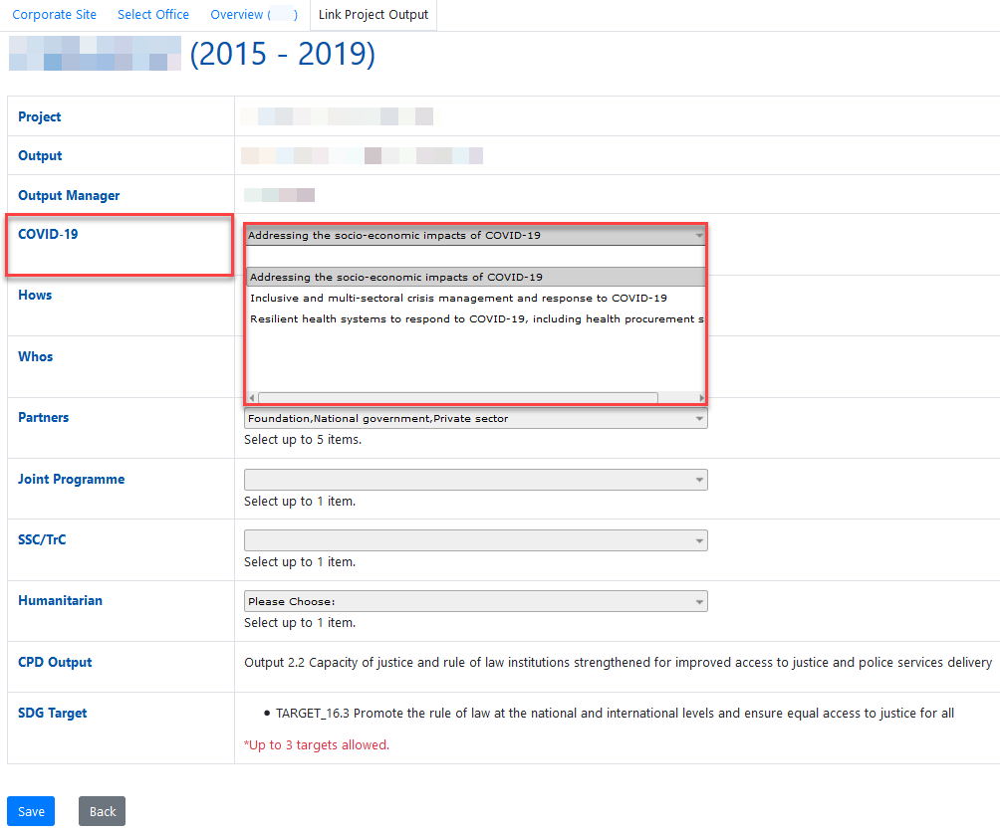 Corporate Site Select Office Overview ( ) Link Project Output
(2015 - 2019)
Project
Output
Output Manager
COVID-19 Addressing the socio-economic impacts of COVID-19
Addressing the socio-economic impacts of COVID-19
Hows Inclusive and multi-sectoral crisis management and response to COVID-19
Resilient health systems to respond to COVID-19, including health procurement s
Whos
Partners Foundation,National government,Private sector
Select up to 5 items.
Joint Programme
Select up to 1 item.
SSC/TrC
Select up to 1 item.
Humanitarian Please Choose:
Select up to 1 item.
CPD Output Output 2.2 Capacity of justice and rule of law institutions strengthened for improved access to justice and police services delivery
SDG Target • TARGET_16.3 Promote the rule of law at the national and international levels and ensure equal access to justice for all
*Up to 3 targets allowed.
Save Back